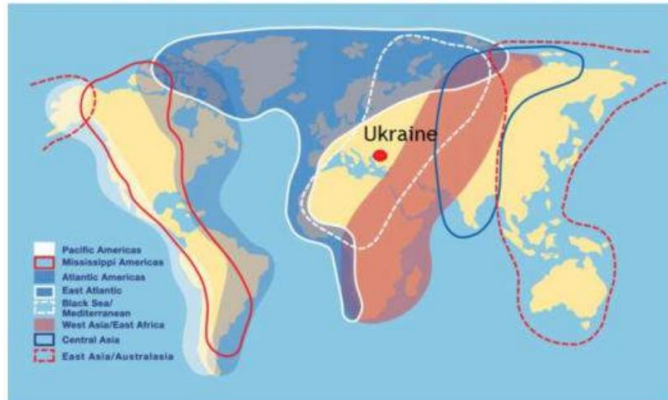 Ukraine
Pacific Americas
Mississippi Americas
Atlantic Americas
East Atlantic
Black Sea/
Mediterranean
West Asia/East Africa
Central Asia
East Asia/Australasia